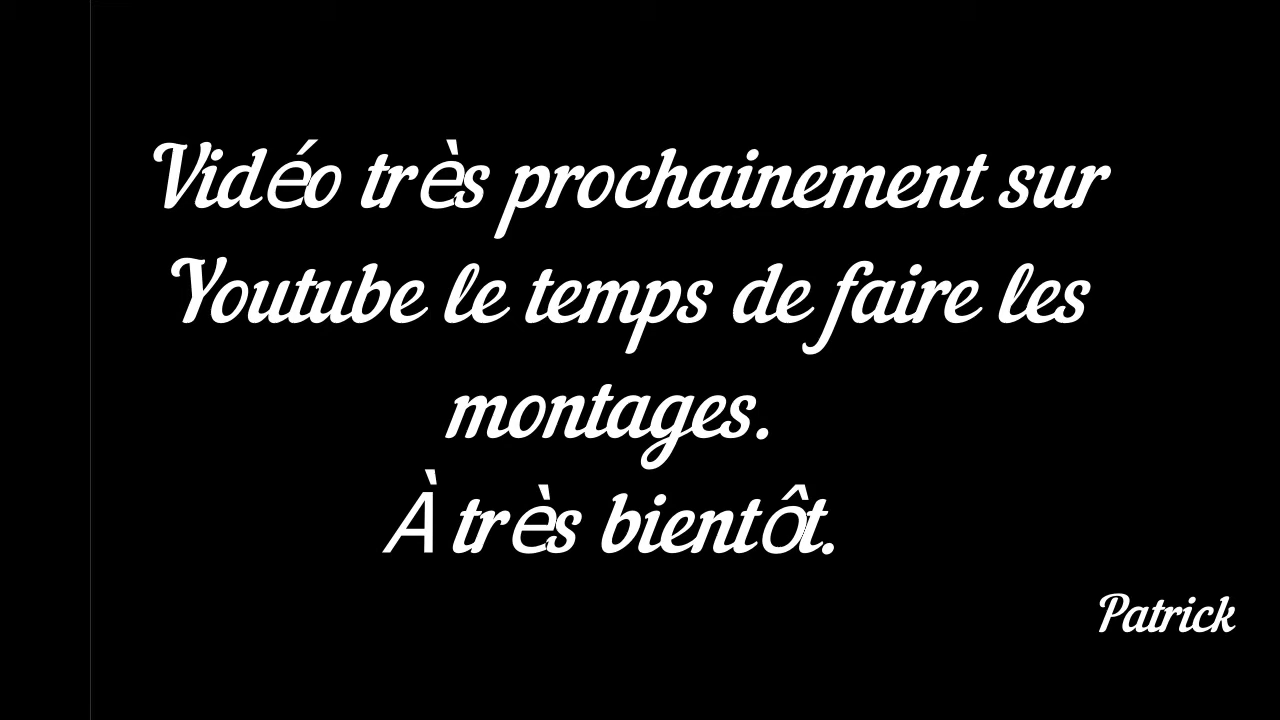 Vidéo très prochainement sur
Youtube le temps de faire les
montages.
À très bientôt.
Patrick